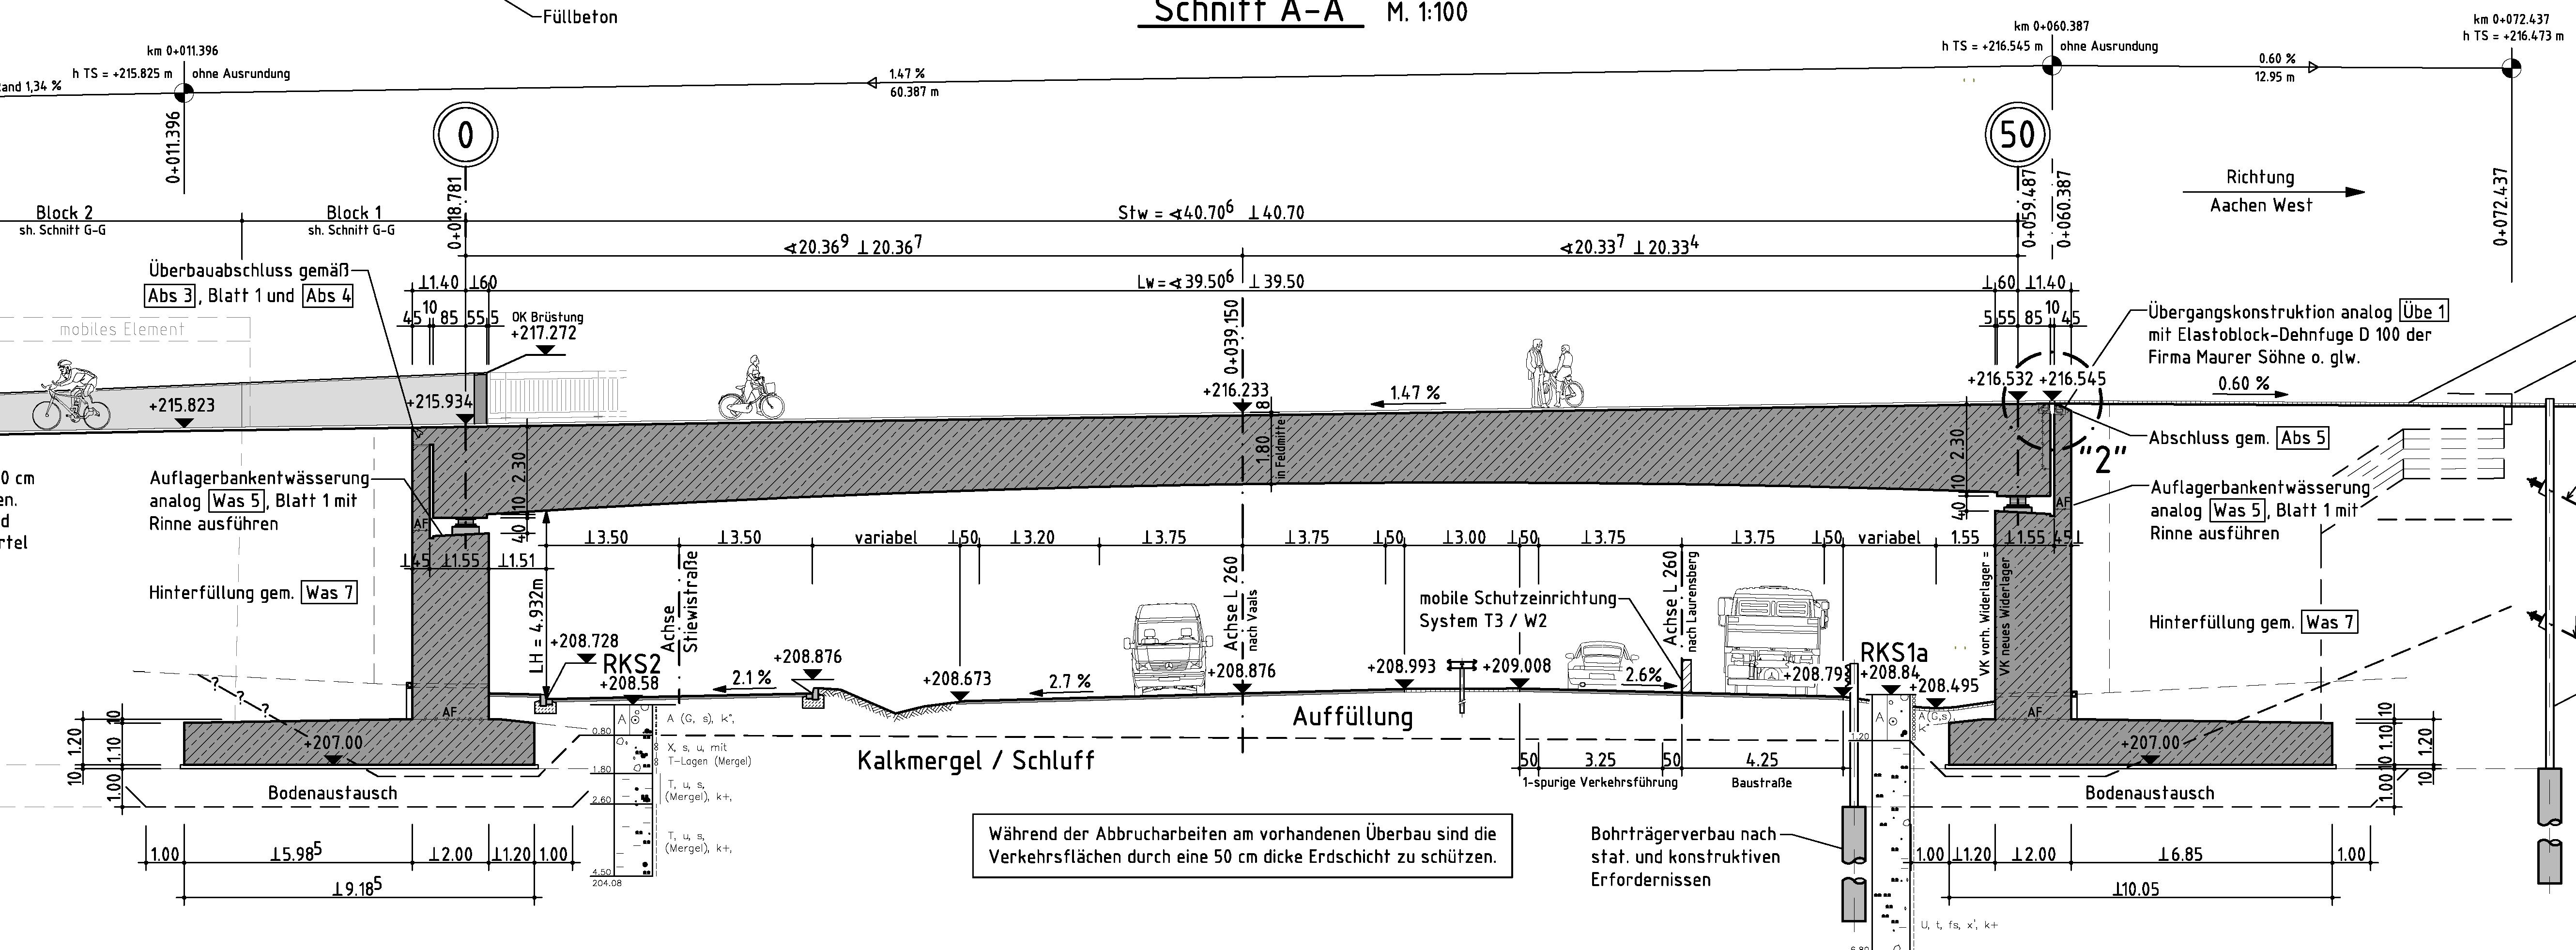 Füllbeton
Schnitt A-A M. 1:100
km 0+011.396
h TS = +215.825 m ohne Ausrundung
and 1,34 %
1.47 %
60.387 m
km 0+060.387
h TS = +216.545 m ohne Ausrundung
0.60 %
12.95 m
km 0+072.437
h TS = +216.473 m
0+011.396
0
50
0+018.781
0+059.487
0+060.387
0+072.437
Richtung
Aachen West
Block 2
sh. Schnitt G-G
Block 1
sh. Schnitt G-G
Stw = ∢40.70⁶ ⊥40.70
∢20.36⁹ ⊥20.36⁷
∢20.33⁷ ⊥20.33⁴
Lw = ∢39.50⁶ ⊥39.50
⊥1.40 ⊥60
⊥60 ⊥1.40
45 10 85 55 5
5 55 85 10 45
Überbauabschluss gemäß
Abs 3, Blatt 1 und Abs 4
mobiles Element
OK Brüstung
+217.272
0+039.150
Übergangskonstruktion analog Übe 1
mit Elastoblock-Dehnfuge D 100 der
Firma Maurer Söhne o. glw.
+215.823
+215.934
+216.233
8
1.80
in Feldmitte
1.47 %
+216.532
+216.545
0.60 %
Abschluss gem. Abs 5
"2"
0 cm
en.
d
rtel
Auflagerbankentwässerung
analog Was 5, Blatt 1 mit
Rinne ausführen
AF
2.30
10
40
2.30
10
40
AF
Auflagerbankentwässerung
analog Was 5, Blatt 1 mit
Rinne ausführen
⊥3.50 ⊥3.50 variabel ⊥50 ⊥3.20 ⊥3.75 ⊥3.75 ⊥50 ⊥3.00 ⊥50 ⊥3.75 ⊥3.75 ⊥50 variabel 1.55 ⊥1.55 45⊥
⊥45 ⊥1.55 ⊥1.51
Hinterfüllung gem. Was 7
LH = 4.932m
Achse
Stiewistraße
Achse L 260
nach Vaals
mobile Schutzeinrichtung
System T3 / W2
Achse L 260
nach Laurensberg
VK vorh. Widerlager =
VK neues Widerlager
Hinterfüllung gem. Was 7
+208.728
RKS2
+208.58
+208.876
2.1 %
+208.673
2.7 %
+208.876
+208.993
+209.008
2.6%
+208.79
RKS1a
+208.84
+208.495
? ? ?
AF
AF
Auffüllung
Kalkmergel / Schluff
A
A (G, s), k°,
0.80
X, s, u, mit
T-Lagen (Mergel)
1.80
T, u, s,
(Mergel), k+,
2.60
T, u, s,
(Mergel), k+,
4.50
204.08
A
A(G,s),
k°
1.20
U, t, fs, x', k+
6.80
+207.00
+207.00
1.20
10
10
1.10
1.00
10
1.10
1.00
1.20
10
Bodenaustausch
Bodenaustausch
50 3.25 50 4.25
1-spurige Verkehrsführung
Baustraße
Während der Abbrucharbeiten am vorhandenen Überbau sind die
Verkehrsflächen durch eine 50 cm dicke Erdschicht zu schützen.
Bohrträgerverbau nach
stat. und konstruktiven
Erfordernissen
1.00 ⊥5.98⁵ ⊥2.00 ⊥1.20 1.00
⊥9.18⁵
1.00 ⊥1.20 ⊥2.00 ⊥6.85 1.00
⊥10.05